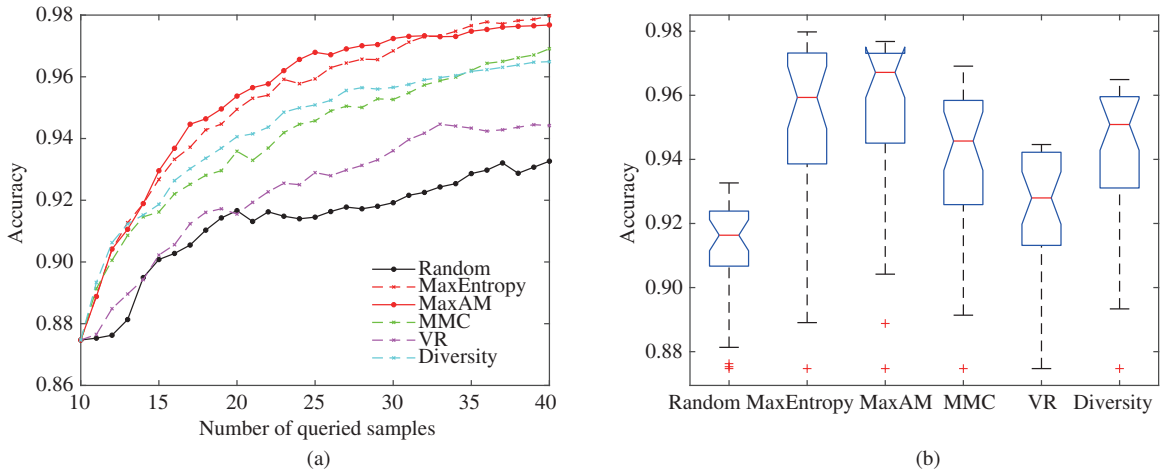 0.98
0.96
0.94
0.92
0.90
0.88
0.86
Accuracy
10
15
20
25
30
35
40
Number of queried samples
Random
MaxEntropy
MaxAM
MMC
VR
Diversity
(a)
0.98
0.96
0.94
0.92
0.90
0.88
Accuracy
Random MaxEntropy MaxAM MMC VR Diversity
(b)